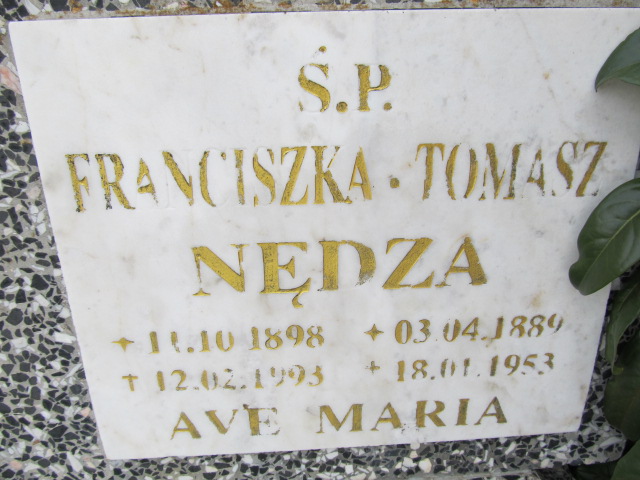 Ś.P.
FRANCISZKA · TOMASZ
NĘDZA
+ 11.10.1898 + 03.04.1889
† 12.02.1993 + 18.01.1953
AVE MARIA